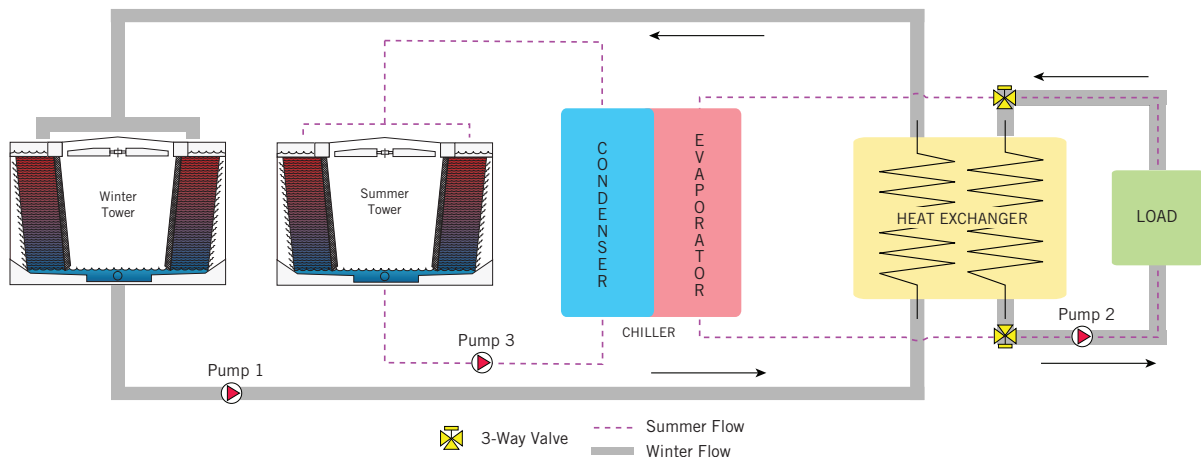 Winter
Tower
Summer
Tower
CONDENSER
EVAPORATOR
CHILLER
HEAT EXCHANGER
LOAD
Pump 1
Pump 3
Pump 2
3-Way Valve
Summer Flow
Winter Flow